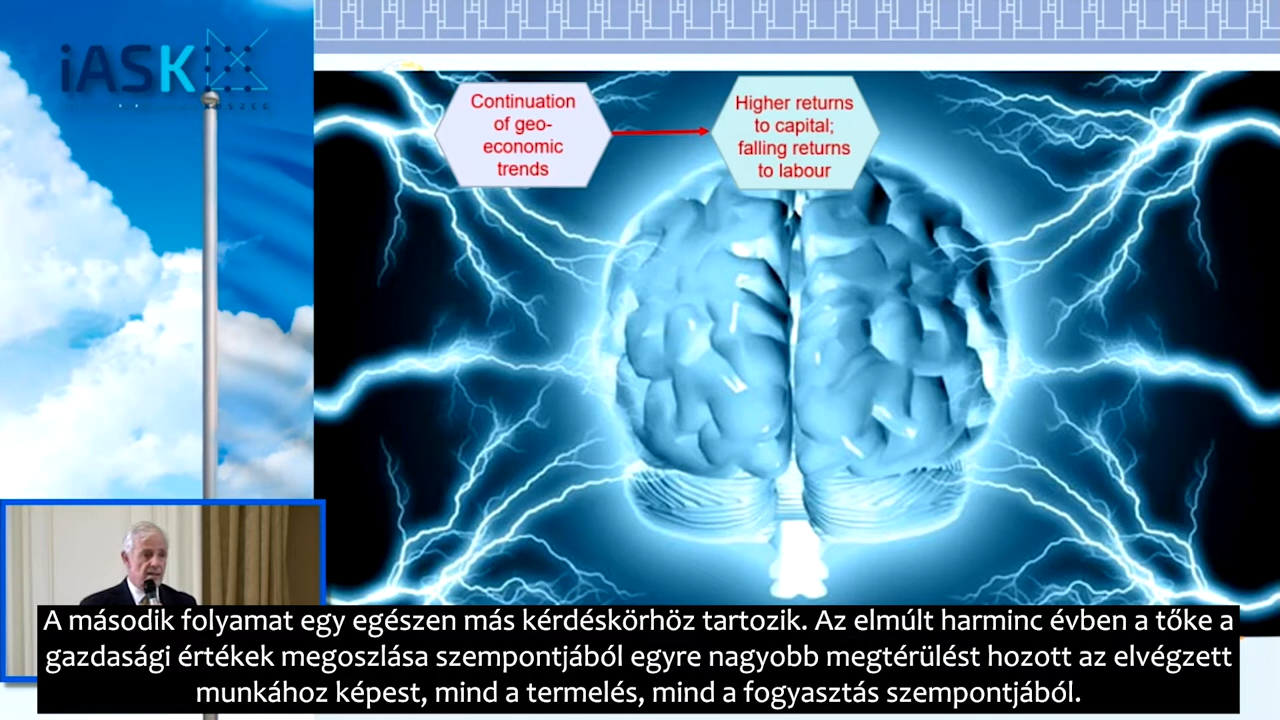 iASK
KŐSZEG
Continuation
of geo-
economic
trends
Higher returns
to capital;
falling returns
to labour
A második folyamat egy egészen más kérdéskörhöz tartozik. Az elmúlt harminc évben a tőke a
gazdasági értékek megoszlása szempontjából egyre nagyobb megtérülést hozott az elvégzett
munkához képest, mind a termelés, mind a fogyasztás szempontjából.